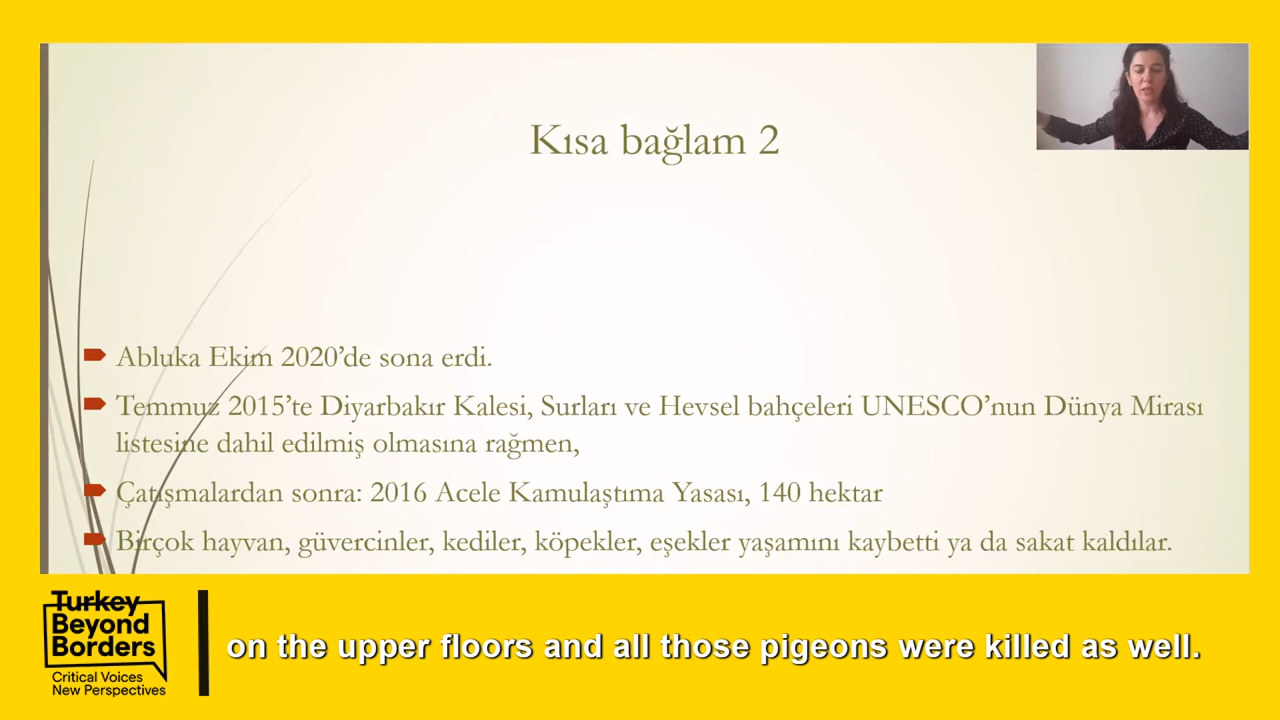 Kısa bağlam 2
Abluka Ekim 2020’de sona erdi.
Temmuz 2015’te Diyarbakır Kalesi, Surları ve Hevsel bahçeleri UNESCO’nun Dünya Mirası
listesine dahil edilmiş olmasına rağmen,
Çatışmalardan sonra: 2016 Acele Kamulaştıma Yasası, 140 hektar
Birçok hayvan, güvercinler, kediler, köpekler, eşekler yaşamını kaybetti ya da sakat kaldılar.
Turkey
Beyond
Borders
Critical Voices
New Perspectives
on the upper floors and all those pigeons were killed as well.